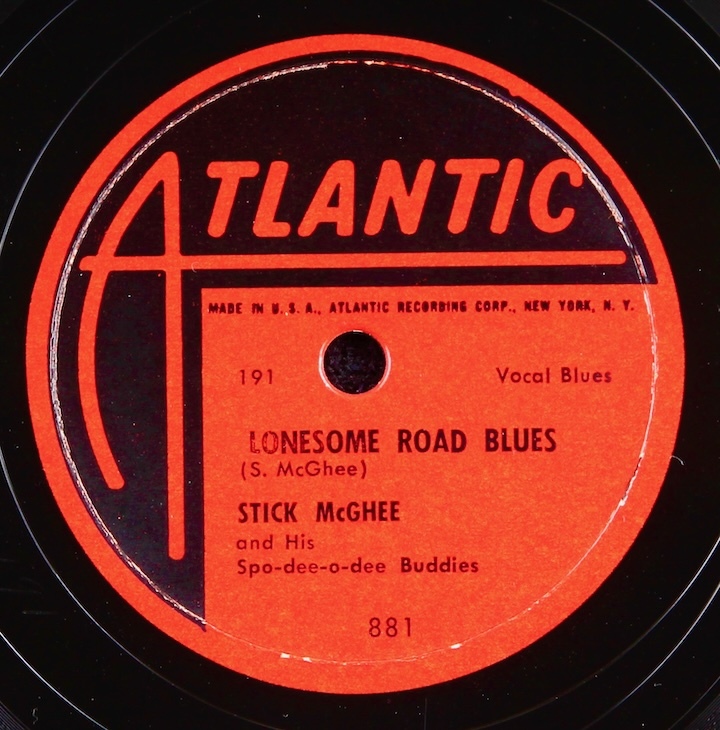 ATLANTIC
MADE IN U.S.A., ATLANTIC RECORDING CORP., NEW YORK, N. Y.
191 Vocal Blues
LONESOME ROAD BLUES
(S. McGhee)
STICK McGHEE
and His
Spo-dee-o-dee Buddies
881